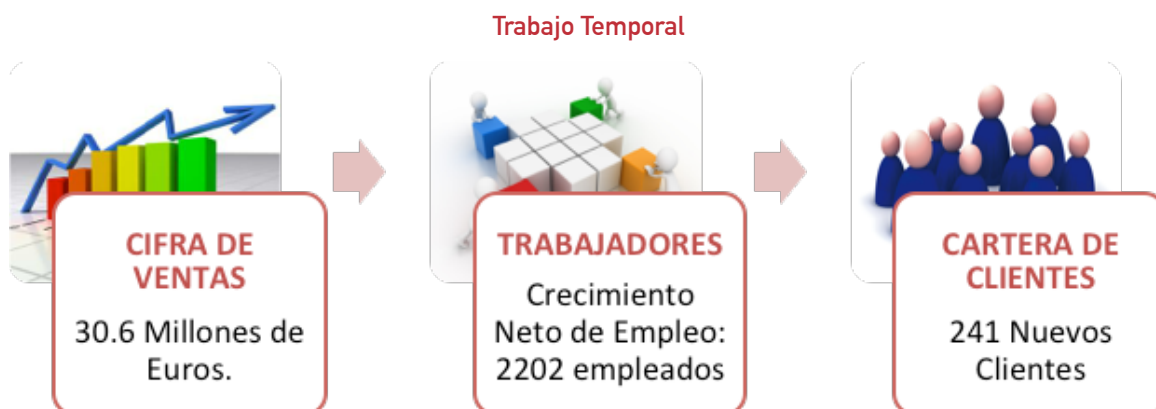 Trabajo Temporal
CIFRA DE
VENTAS
30.6 Millones de
Euros.
TRABAJADORES
Crecimiento
Neto de Empleo:
2202 empleados
CARTERA DE
CLIENTES
241 Nuevos
Clientes